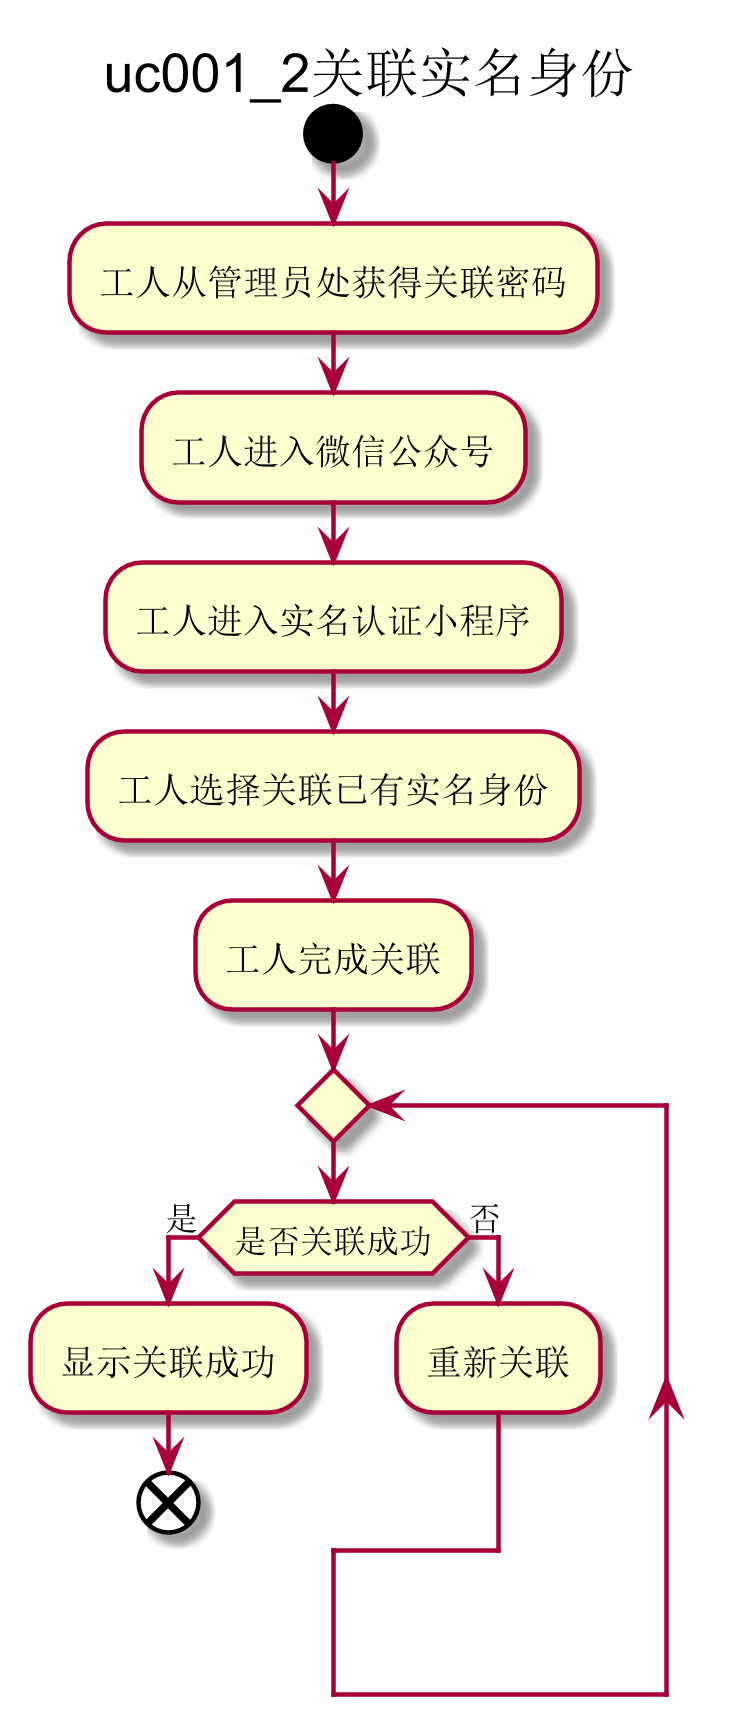 uc001_2关联实名身份
工人从管理员处获得关联密码
工人进入微信公众号
工人进入实名认证小程序
工人选择关联已有实名身份
工人完成关联
是
否
是否关联成功
显示关联成功
重新关联